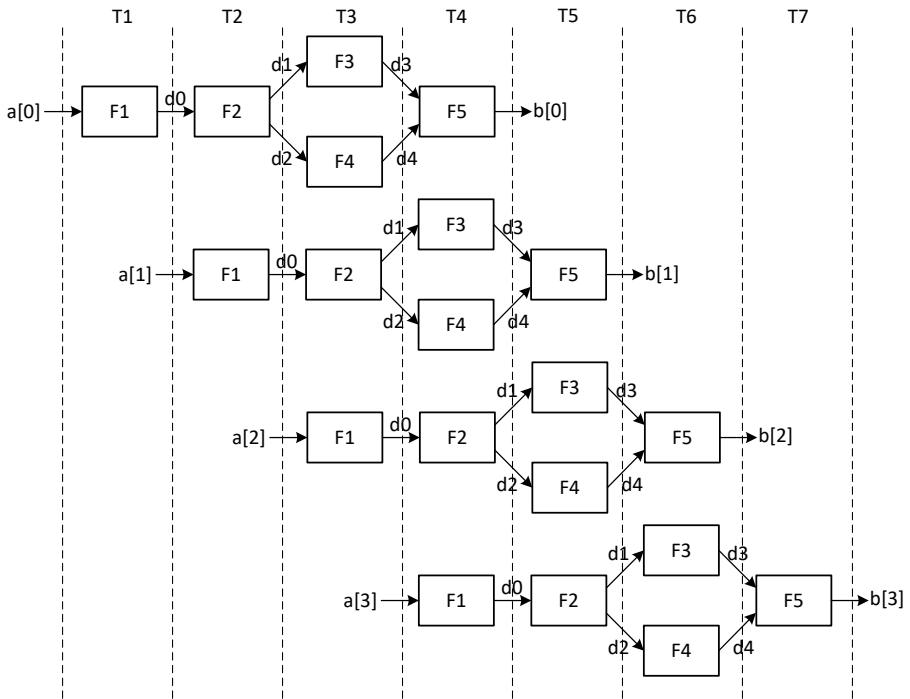 T1 T2 T3 T4 T5 T6 T7
F3
d1 d3
a[0] F1 d0 F2 F5 b[0]
d2 F4 d4
F3
d1 d3
a[1] F1 d0 F2 F5 b[1]
d2 F4 d4
F3
d1 d3
a[2] F1 d0 F2 F5 b[2]
d2 F4 d4
F3
d1 d3
a[3] F1 d0 F2 F5 b[3]
d2 F4 d4